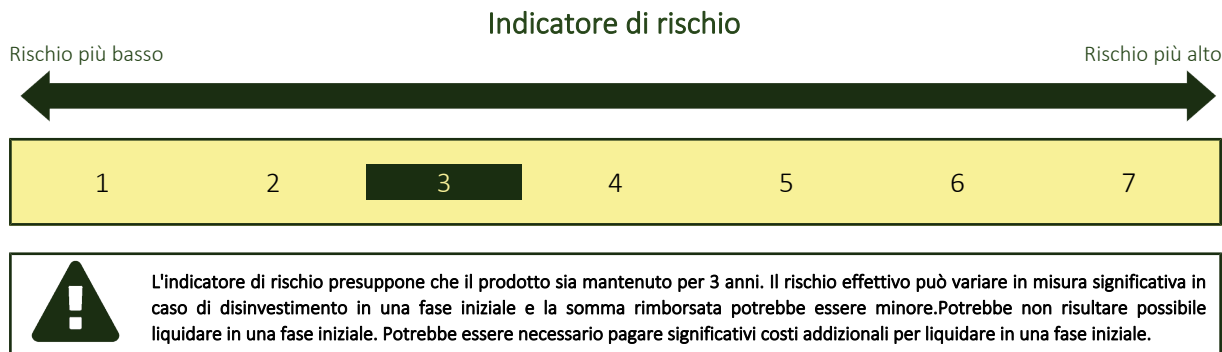 Indicatore di rischio
Rischio più basso
Rischio più alto
1 2 3 4 5 6 7
L'indicatore di rischio presuppone che il prodotto sia mantenuto per 3 anni. Il rischio effettivo può variare in misura significativa in
caso di disinvestimento in una fase iniziale e la somma rimborsata potrebbe essere minore.Potrebbe non risultare possibile
liquidare in una fase iniziale. Potrebbe essere necessario pagare significativi costi addizionali per liquidare in una fase iniziale.